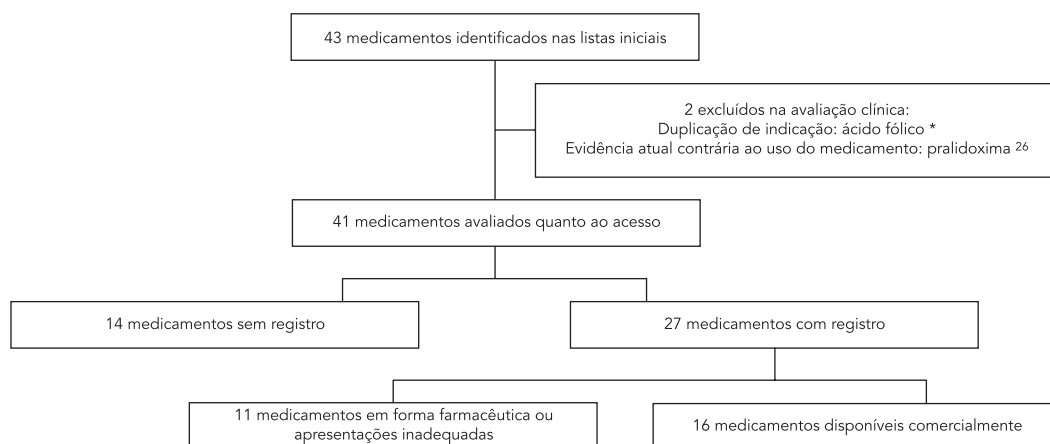 43 medicamentos identificados nas listas iniciais
2 excluídos na avaliação clínica:
Duplicação de indicação: ácido fólico *
Evidência atual contrária ao uso do medicamento: pralidoxima 26
41 medicamentos avaliados quanto ao acesso
14 medicamentos sem registro
27 medicamentos com registro
11 medicamentos em forma farmacêutica ou
apresentações inadequadas
16 medicamentos disponíveis comercialmente